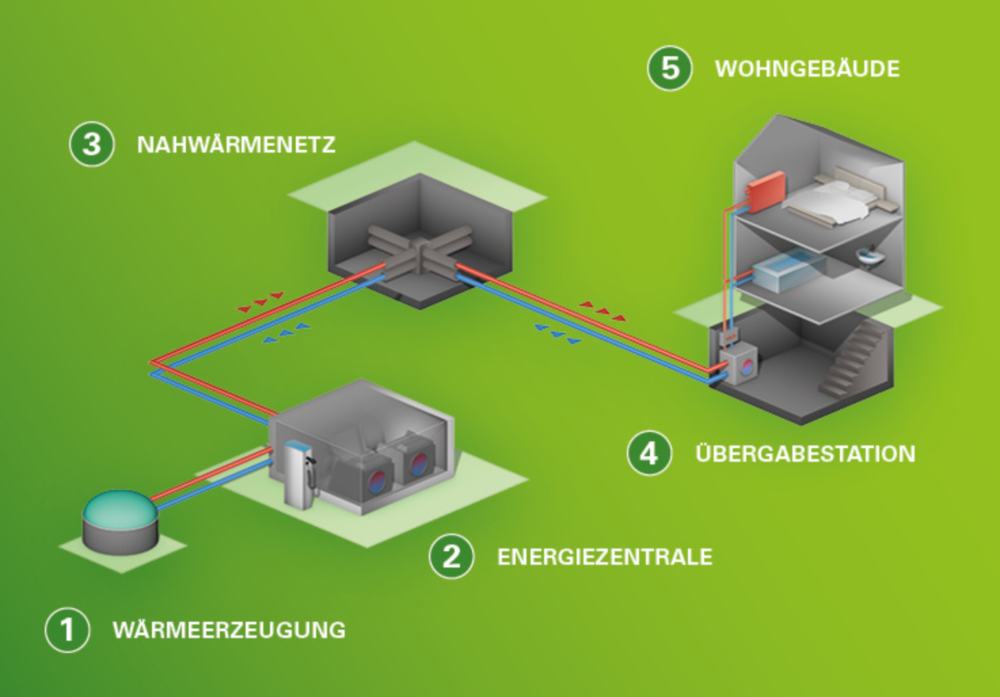 5 WOHNGEBÄUDE
3 NAHWÄRMENETZ
4 ÜBERGABESTATION
2 ENERGIEZENTRALE
1 WÄRMEERZEUGUNG